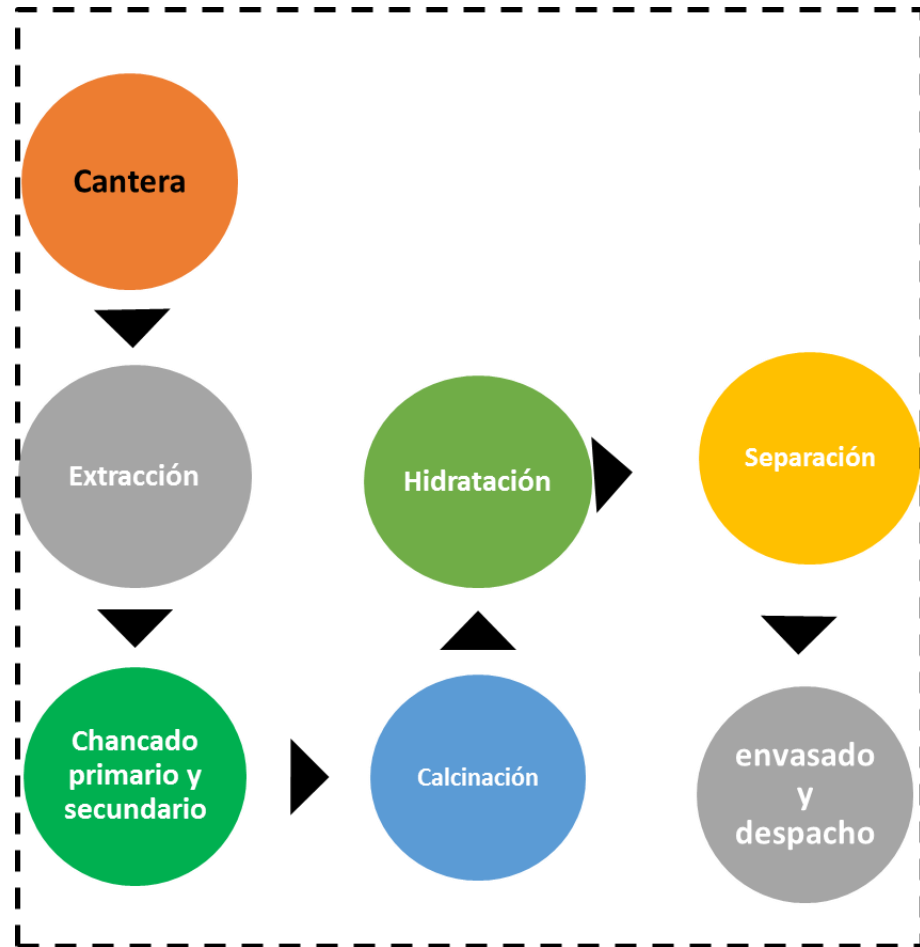 Cantera
Extracción
Chancado
primario y
secundario
Calcinación
Hidratación
Separación
envasado
y
despacho